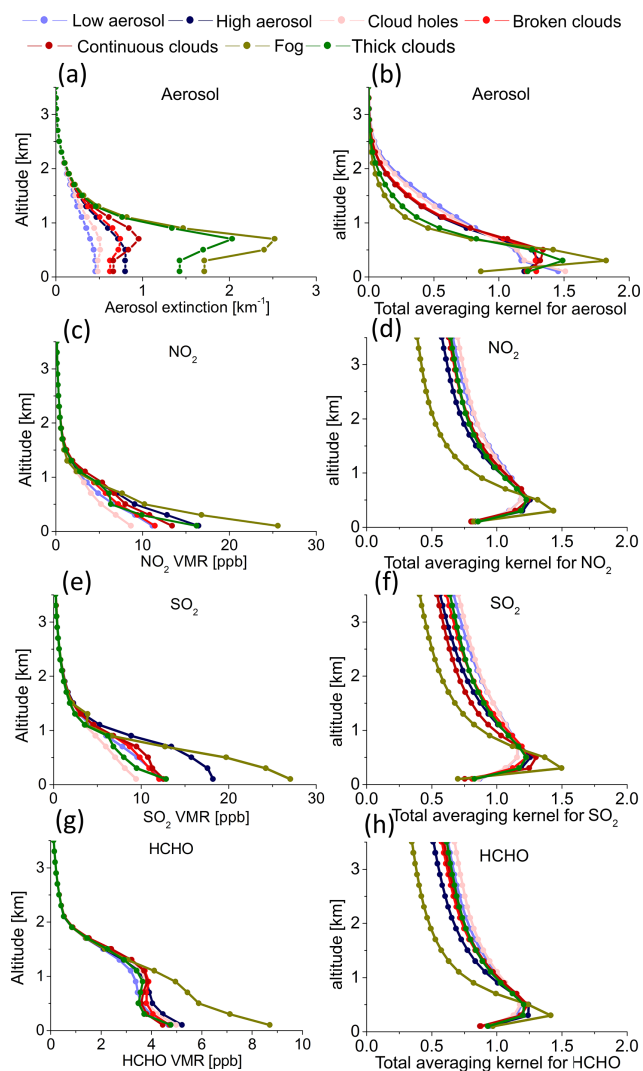 Low aerosol High aerosol Cloud holes Broken clouds
Continuous clouds Fog Thick clouds
(a) (b)
Aerosol Aerosol
Altitude [km] altitude [km]
3
2
1
0
3
2
1
0
0 1 2 3
0.0 0.5 1.0 1.5 2.0
Aerosol extinction [km⁻¹] Total averaging kernel for aerosol
(c) (d)
NO₂ NO₂
Altitude [km] altitude [km]
3
2
1
0
3
2
1
0
0 10 20 30
0.0 0.5 1.0 1.5 2.0
NO₂ VMR [ppb] Total averaging kernel for NO₂
(e) (f)
SO₂ SO₂
Altitude [km] altitude [km]
3
2
1
0
3
2
1
0
0 10 20 30
0.0 0.5 1.0 1.5 2.0
SO₂ VMR [ppb] Total averaging kernel for SO₂
(g) (h)
HCHO HCHO
Altitude [km] altitude [km]
3
2
1
0
3
2
1
0
0 2 4 6 8 10
0.0 0.5 1.0 1.5 2.0
HCHO VMR [ppb] Total averaging kernel for HCHO